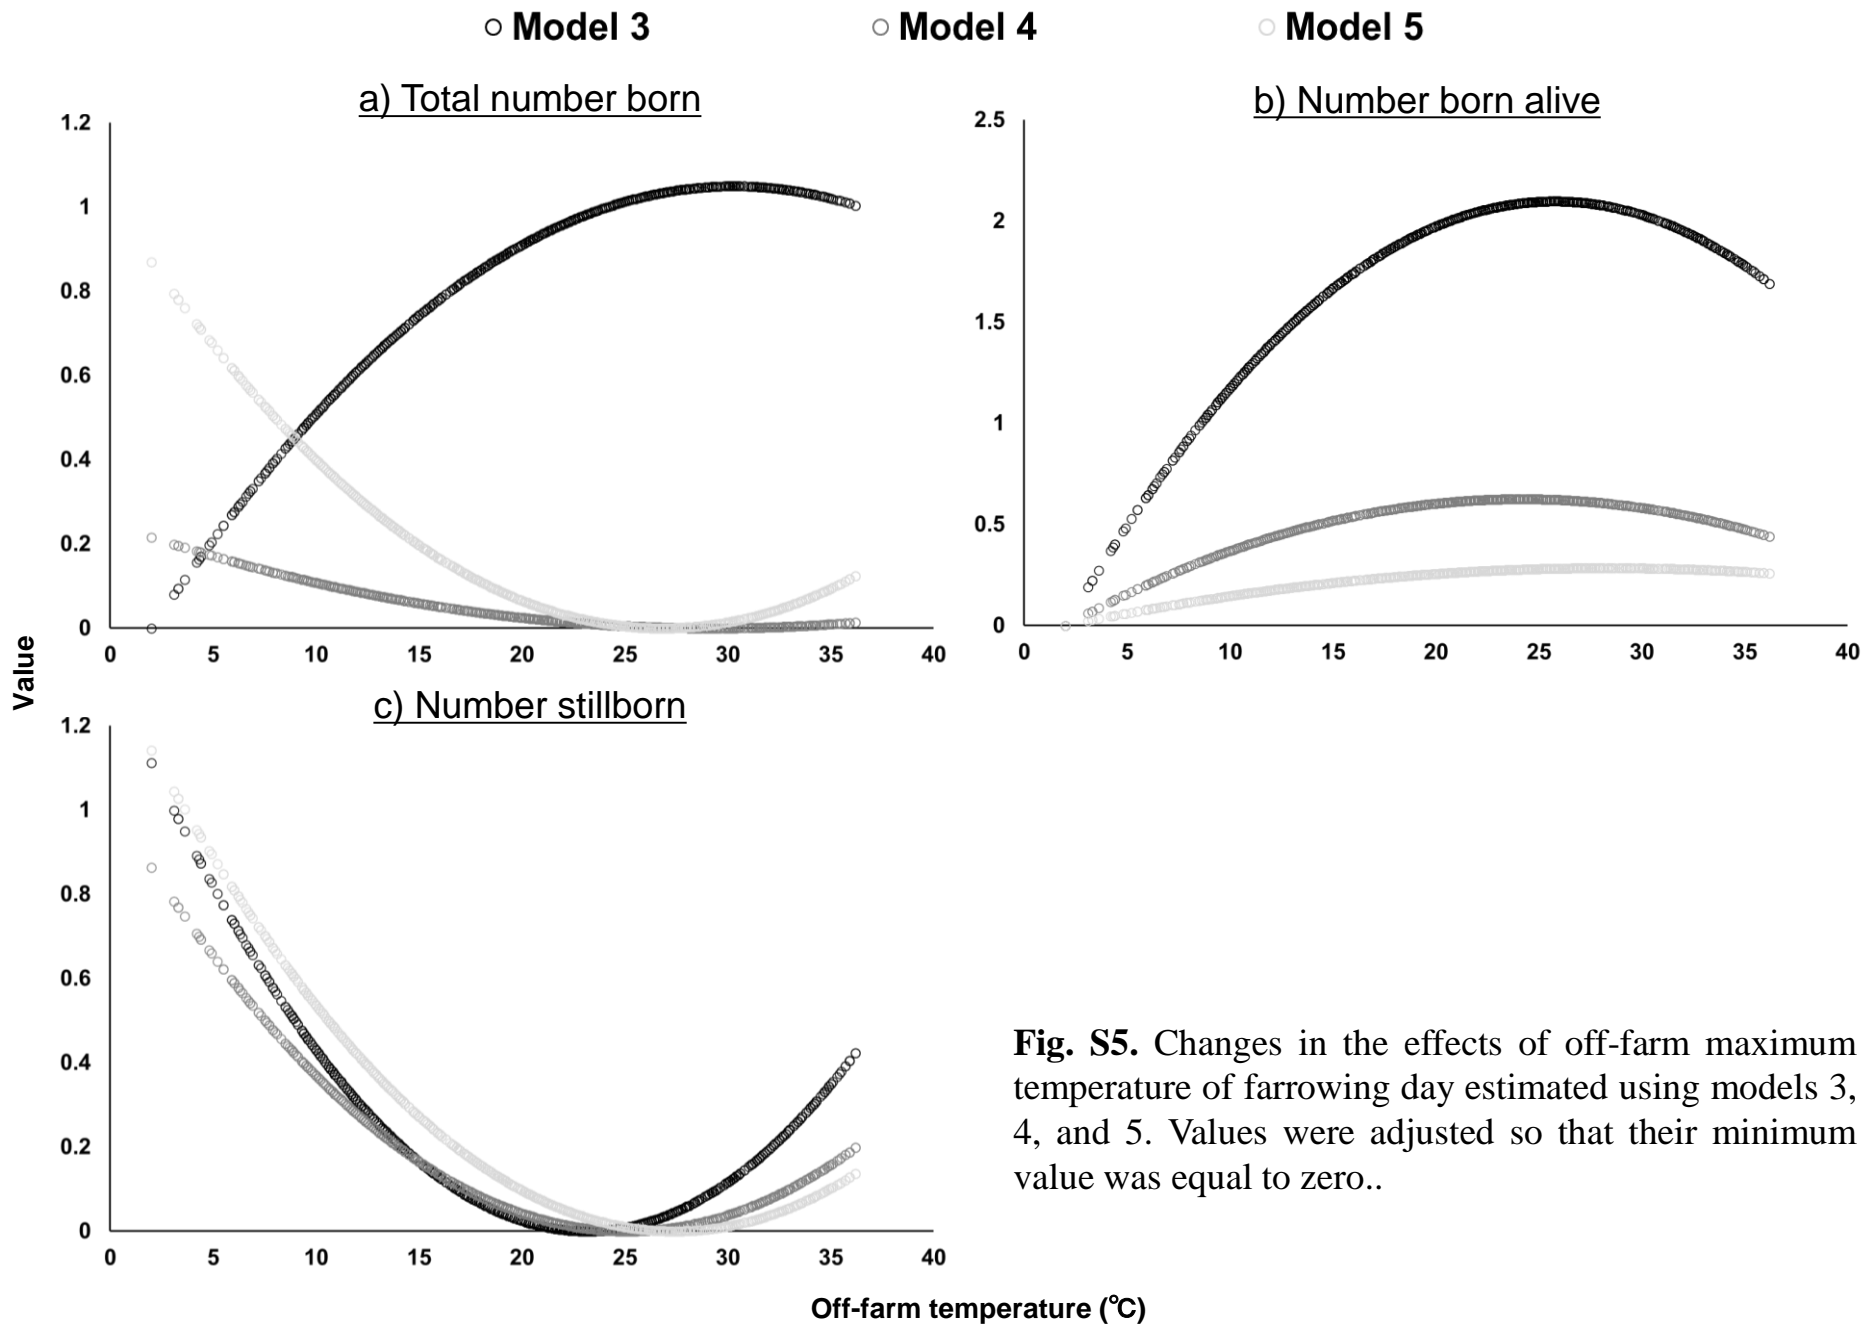 Model 3 Model 4 Model 5
a) Total number born
1.2
1
0.8
0.6
0.4
0.2
0
0 5 10 15 20 25 30 35 40
b) Number born alive
2.5
2
1.5
1
0.5
0
0 5 10 15 20 25 30 35 40
Value
c) Number stillborn
1.2
1
0.8
0.6
0.4
0.2
0
0 5 10 15 20 25 30 35 40
Off-farm temperature (℃)
Fig. S5. Changes in the effects of off-farm maximum
temperature of farrowing day estimated using models 3,
4, and 5. Values were adjusted so that their minimum
value was equal to zero..